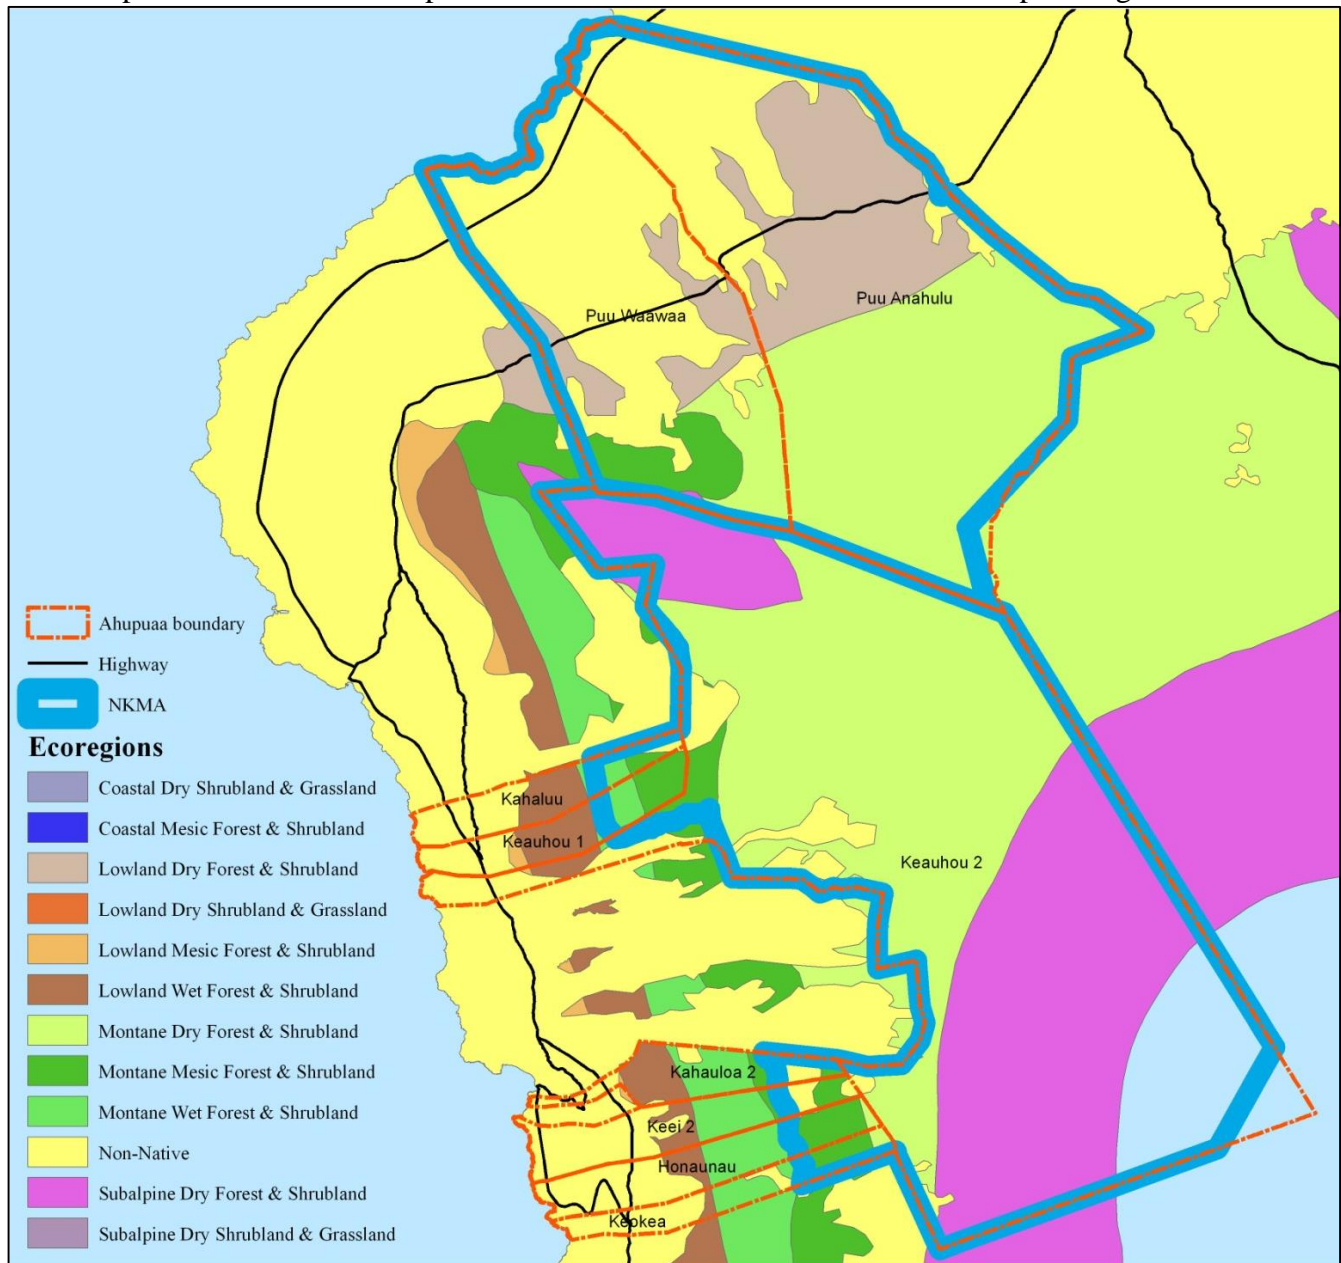 Puu Waawaa
Puu Anahulu
Ahupuaa boundary
Highway
NKMA
Ecoregions
Coastal Dry Shrubland & Grassland
Coastal Mesic Forest & Shrubland
Lowland Dry Forest & Shrubland
Lowland Dry Shrubland & Grassland
Lowland Mesic Forest & Shrubland
Lowland Wet Forest & Shrubland
Montane Dry Forest & Shrubland
Montane Mesic Forest & Shrubland
Montane Wet Forest & Shrubland
Non-Native
Subalpine Dry Forest & Shrubland
Subalpine Dry Shrubland & Grassland
Kahaluu
Keauhou 1
Keauhou 2
Kahauloa 2
Keei 2
Honaunau
Keokea